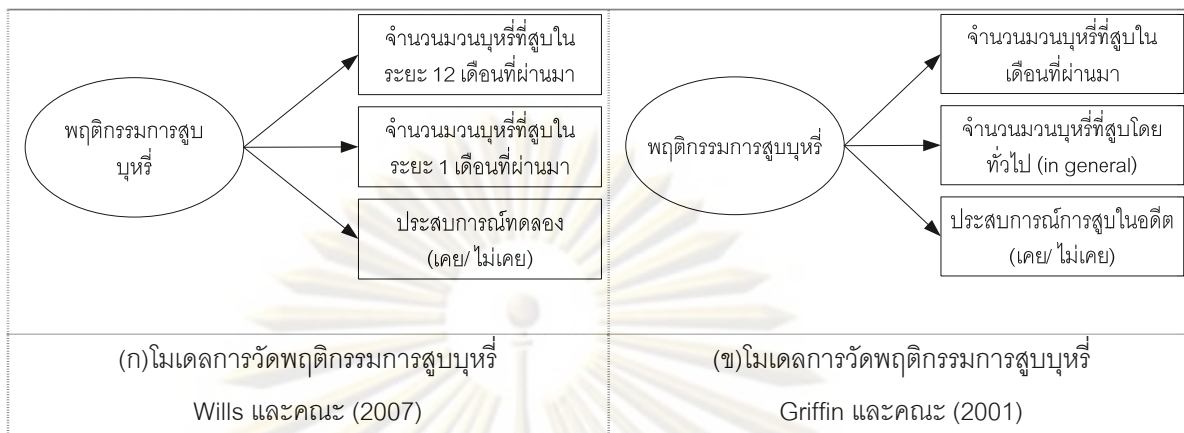 พฤติกรรมการสูบ
บุหรี่
จำนวนมวนบุหรี่ที่สูบใน
ระยะ 12 เดือนที่ผ่านมา
จำนวนมวนบุหรี่ที่สูบใน
ระยะ 1 เดือนที่ผ่านมา
ประสบการณ์ทดลอง
(เคย/ ไม่เคย)
(ก)โมเดลการวัดพฤติกรรมการสูบบุหรี่
Wills และคณะ (2007)
พฤติกรรมการสูบบุหรี่
จำนวนมวนบุหรี่ที่สูบใน
เดือนที่ผ่านมา
จำนวนมวนบุหรี่ที่สูบโดย
ทั่วไป (in general)
ประสบการณ์การสูบในอดีต
(เคย/ ไม่เคย)
(ข)โมเดลการวัดพฤติกรรมการสูบบุหรี่
Griffin และคณะ (2001)